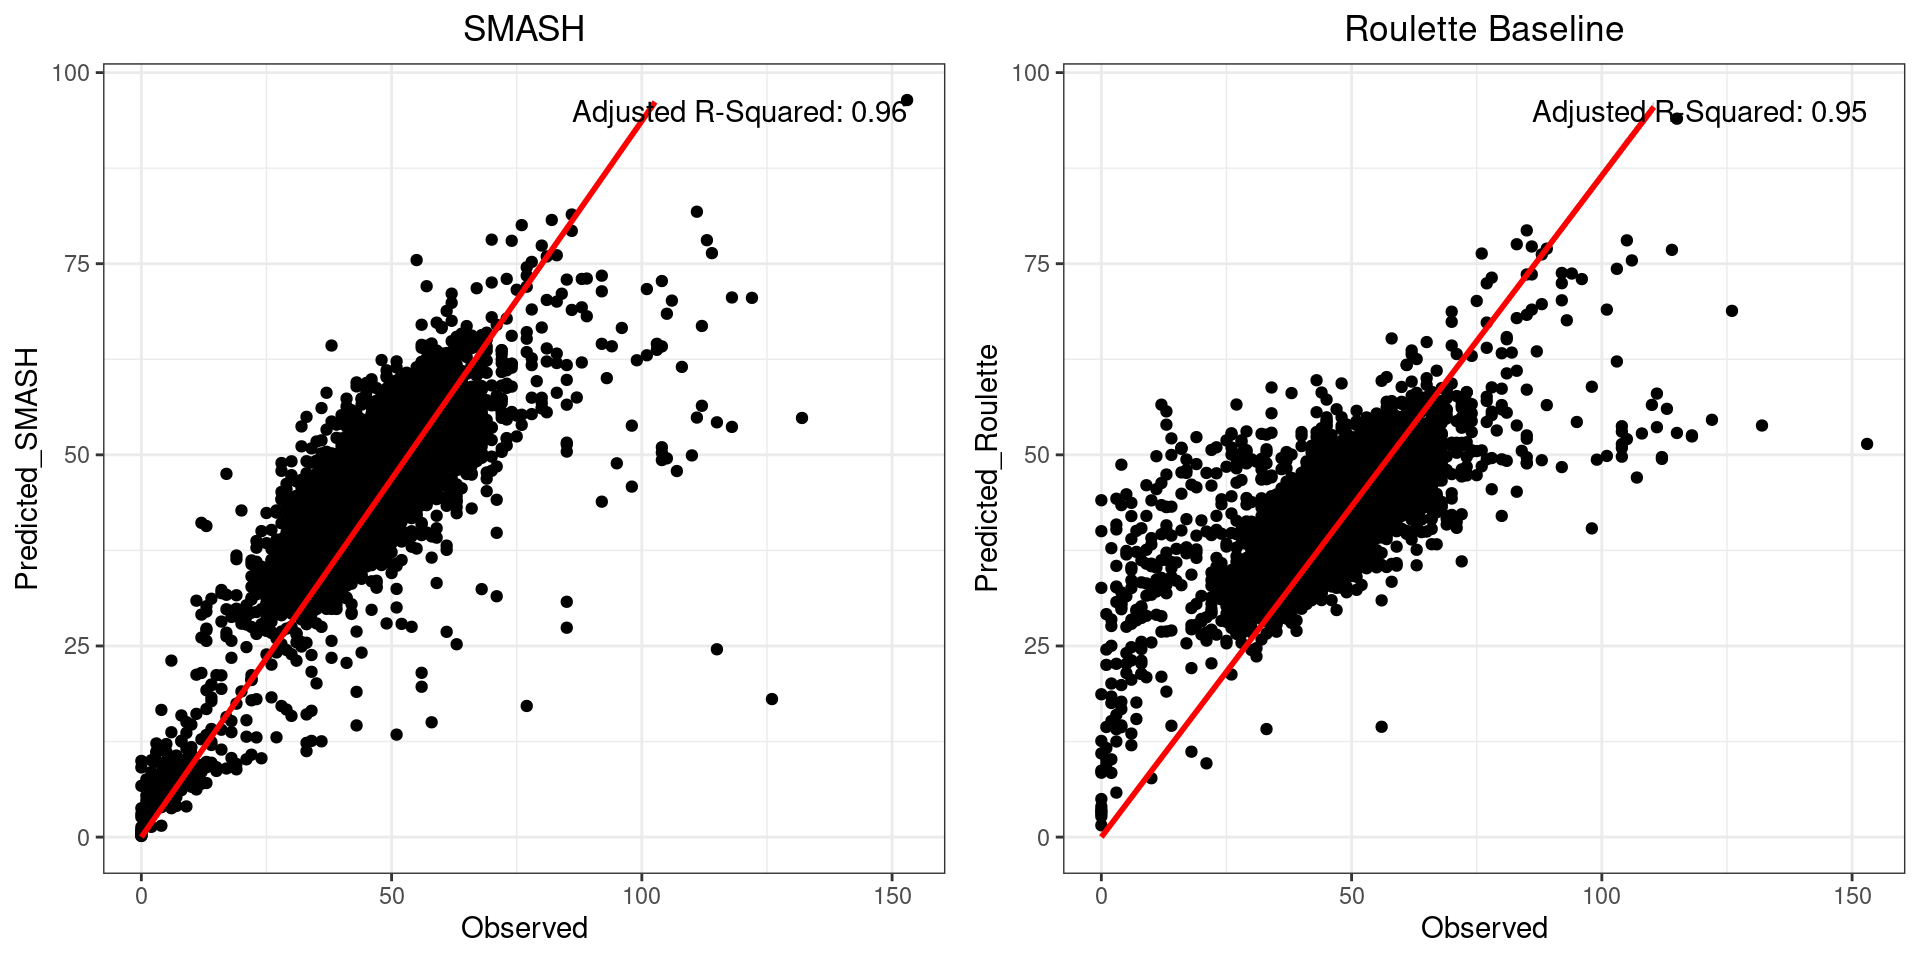 SMASH
Adjusted R-Squared: 0.96
100
75
50
25
0
Predicted_SMASH
0
50
100
150
Observed
Roulette Baseline
Adjusted R-Squared: 0.95
100
75
50
25
0
Predicted_Roulette
0
50
100
150
Observed